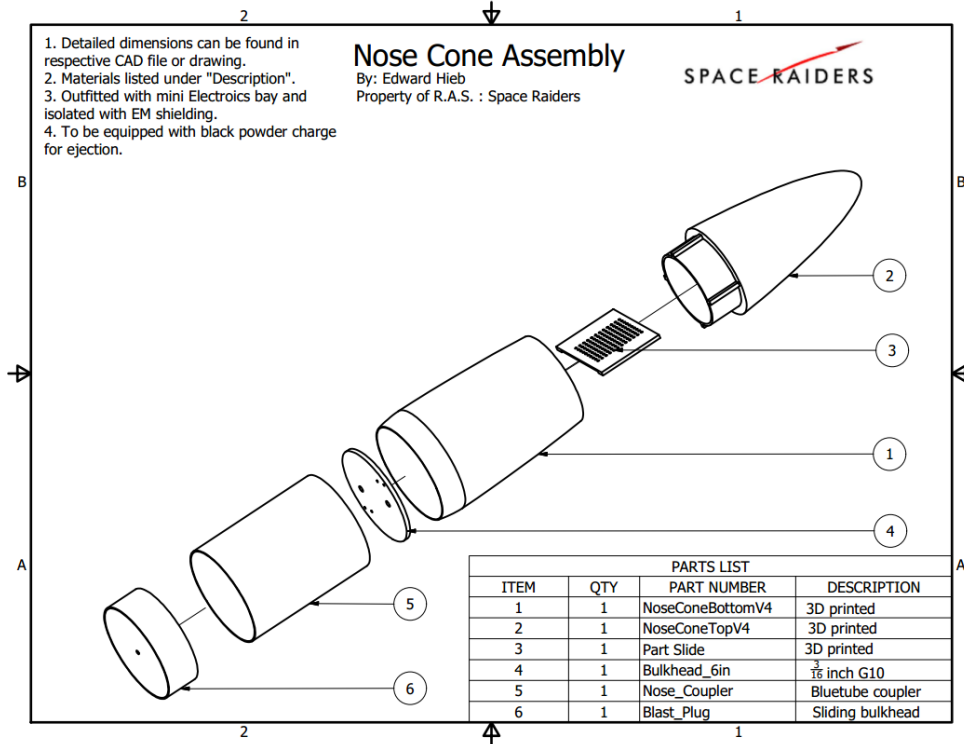 2
1
1. Detailed dimensions can be found in
respective CAD file or drawing.
2. Materials listed under "Description".
3. Outfitted with mini Electroics bay and
isolated with EM shielding.
4. To be equipped with black powder charge
for ejection.
Nose Cone Assembly
By: Edward Hieb
Property of R.A.S. : Space Raiders
SPACE RAIDERS
B
B
2
3
1
4
5
6
A
A
PARTS LIST
ITEM QTY PART NUMBER DESCRIPTION
1 1 NoseConeBottomV4 3D printed
2 1 NoseConeTopV4 3D printed
3 1 Part Slide 3D printed
4 1 Bulkhead_6in 3/16 inch G10
5 1 Nose_Coupler Bluetube coupler
6 1 Blast_Plug Sliding bulkhead
2
1